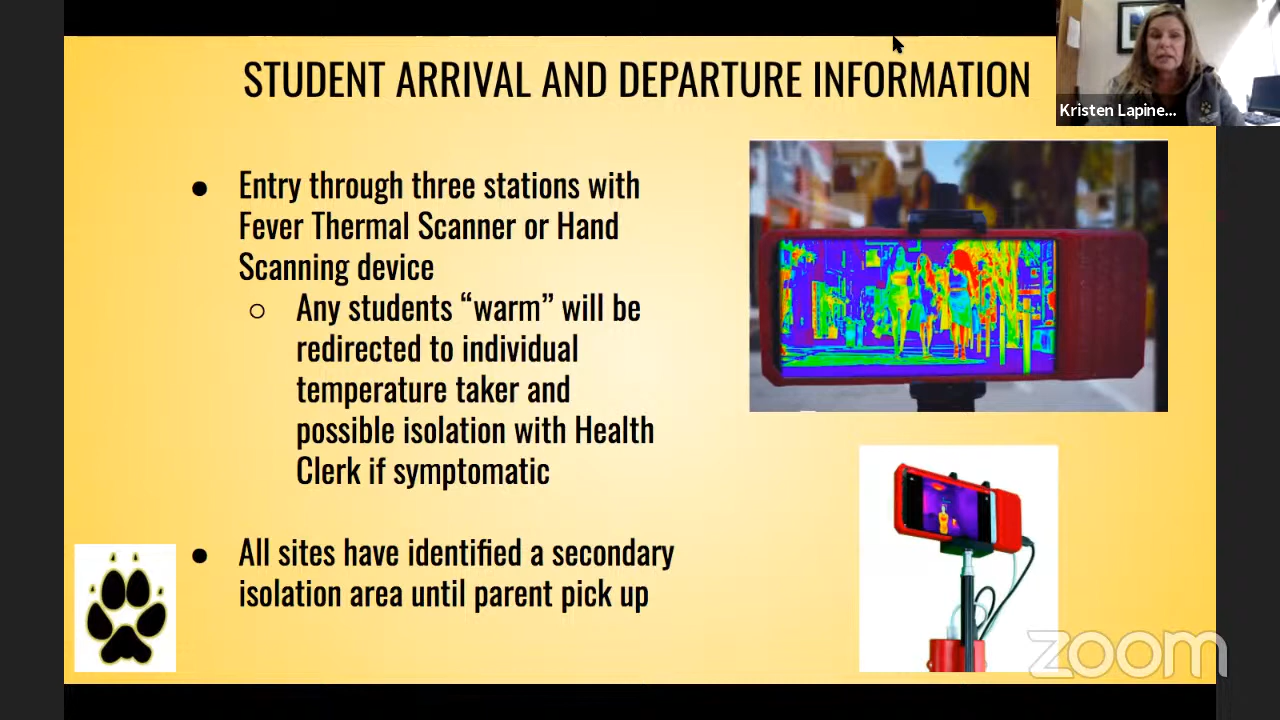 STUDENT ARRIVAL AND DEPARTURE INFORMATION
Kristen Lapine...
● Entry through three stations with
Fever Thermal Scanner or Hand
Scanning device
○ Any students “warm” will be
redirected to individual
temperature taker and
possible isolation with Health
Clerk if symptomatic
● All sites have identified a secondary
isolation area until parent pick up
zoom